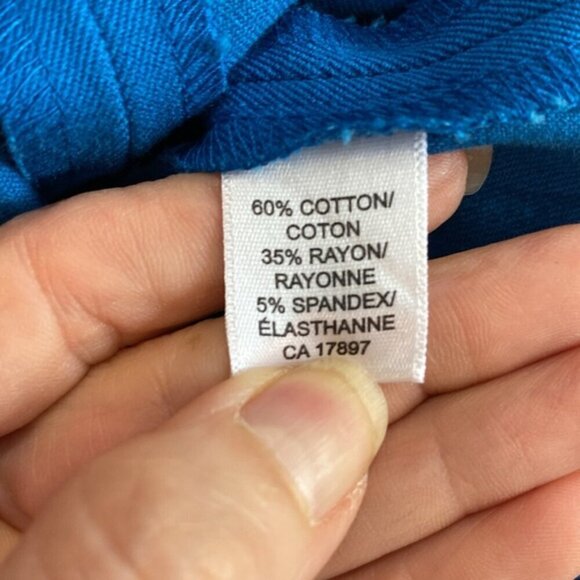 60% COTTON/
COTON
35% RAYON/
RAYONNE
5% SPANDEX/
ÉLASTHANNE
CA 17897